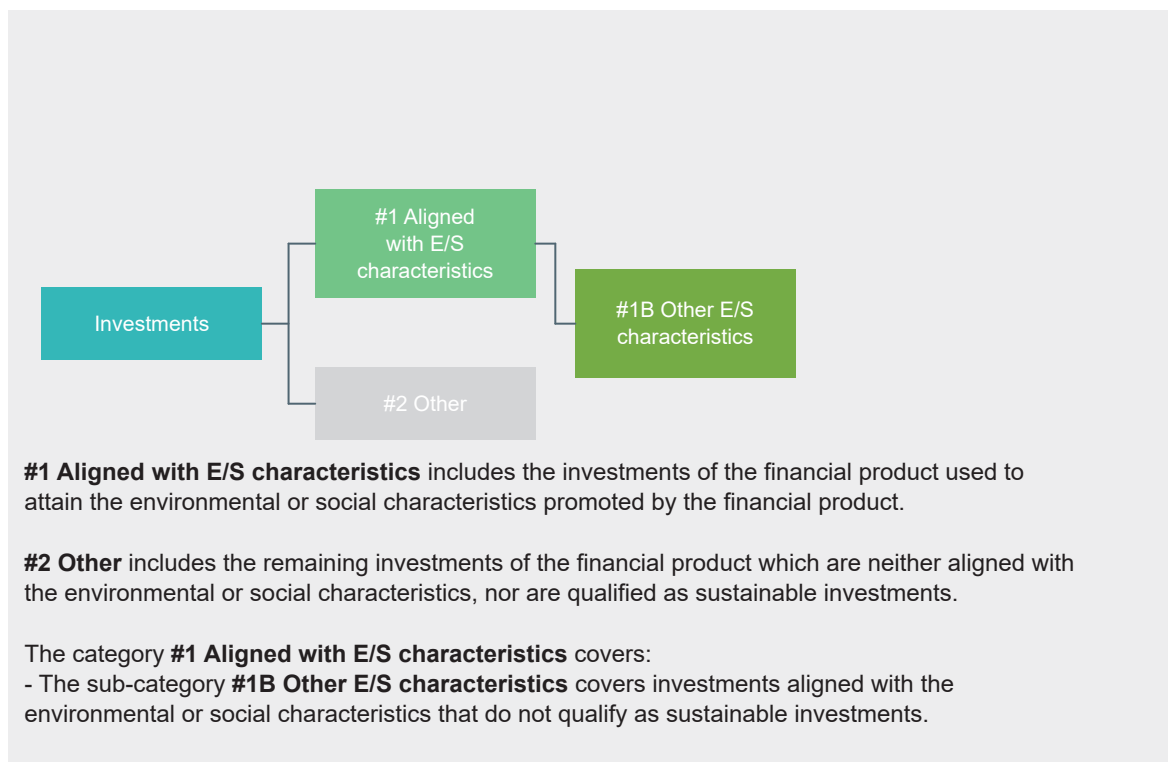 #1 Aligned
with E/S
characteristics
Investments
#1B Other E/S
characteristics
#2 Other
#1 Aligned with E/S characteristics includes the investments of the financial product used to
attain the environmental or social characteristics promoted by the financial product.
#2 Other includes the remaining investments of the financial product which are neither aligned with
the environmental or social characteristics, nor are qualified as sustainable investments.
The category #1 Aligned with E/S characteristics covers:
- The sub-category #1B Other E/S characteristics covers investments aligned with the
environmental or social characteristics that do not qualify as sustainable investments.